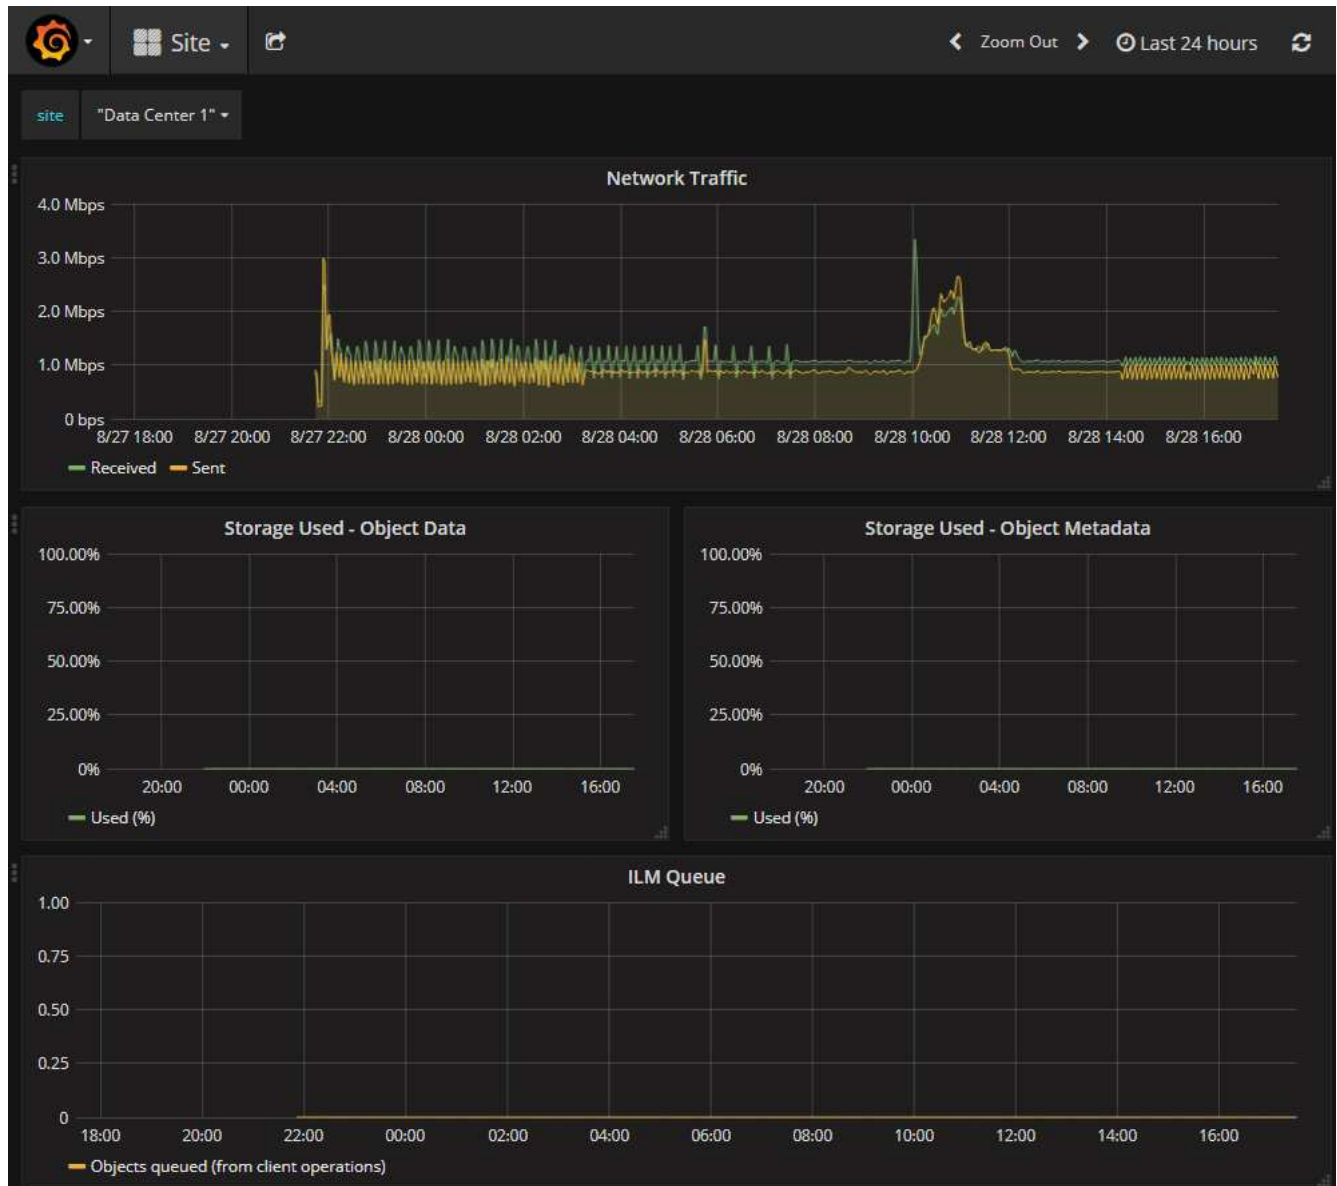 Site
Zoom Out Last 24 hours
site "Data Center 1"
Network Traffic
4.0 Mbps
3.0 Mbps
2.0 Mbps
1.0 Mbps
0 bps
8/27 18:00 8/27 20:00 8/27 22:00 8/28 00:00 8/28 02:00 8/28 04:00 8/28 06:00 8/28 08:00 8/28 10:00 8/28 12:00 8/28 14:00 8/28 16:00
Received Sent
Storage Used - Object Data
100.00%
75.00%
50.00%
25.00%
0%
20:00 00:00 04:00 08:00 12:00 16:00
Used (%)
Storage Used - Object Metadata
100.00%
75.00%
50.00%
25.00%
0%
20:00 00:00 04:00 08:00 12:00 16:00
Used (%)
ILM Queue
1.00
0.75
0.50
0.25
0
18:00 20:00 22:00 00:00 02:00 04:00 06:00 08:00 10:00 12:00 14:00 16:00
Objects queued (from client operations)